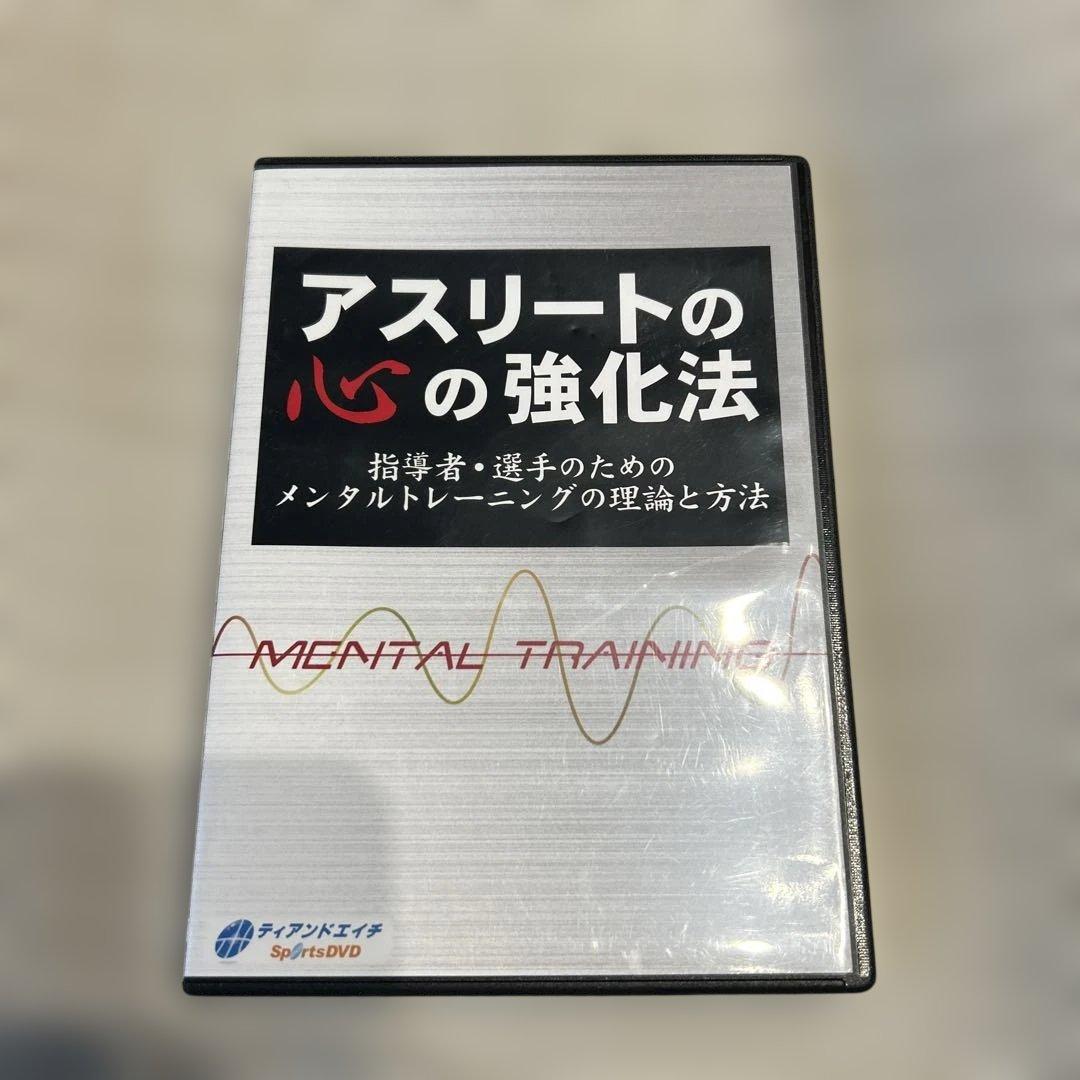 アスリートの
心の強化法
指導者・選手のための
メンタルトレーニングの理論と方法
MENTAL TRAINING
ティアンドエイチ
SportsDVD